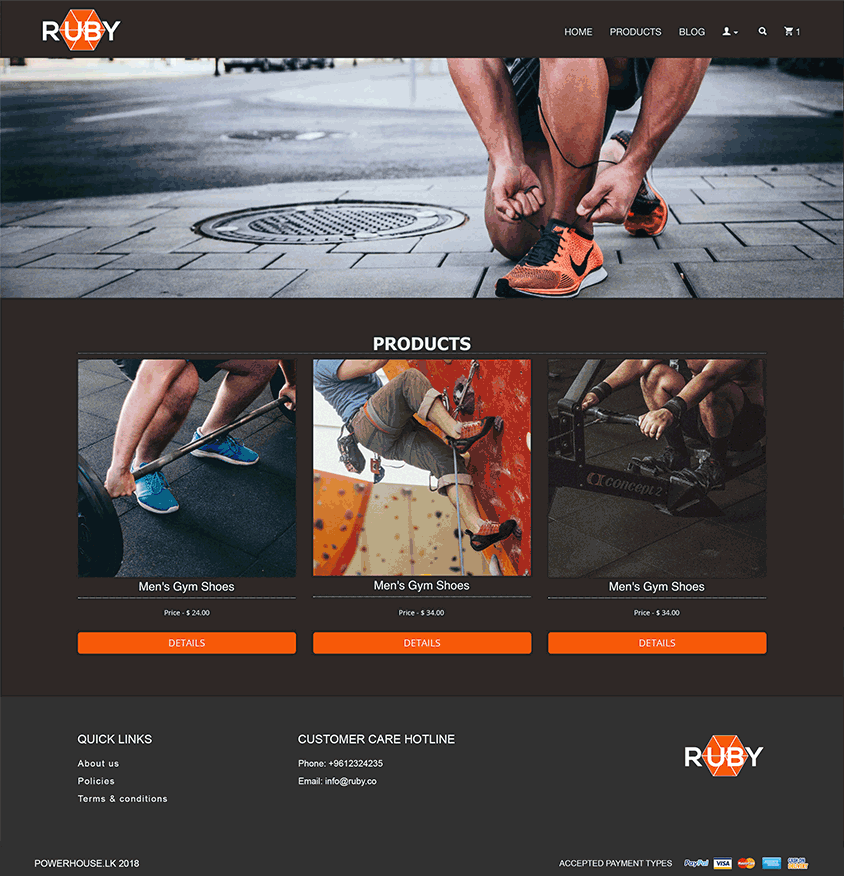 RUBY
HOME PRODUCTS BLOG 1
PRODUCTS
concept 2
Men's Gym Shoes
Price - $ 24.00
DETAILS
Men's Gym Shoes
Price - $ 34.00
DETAILS
Men's Gym Shoes
Price - $ 34.00
DETAILS
QUICK LINKS
About us
Policies
Terms & conditions
CUSTOMER CARE HOTLINE
Phone: +9612324235
Email: info@ruby.co
RUBY
POWERHOUSE.LK 2018
ACCEPTED PAYMENT TYPES PayPal VISA